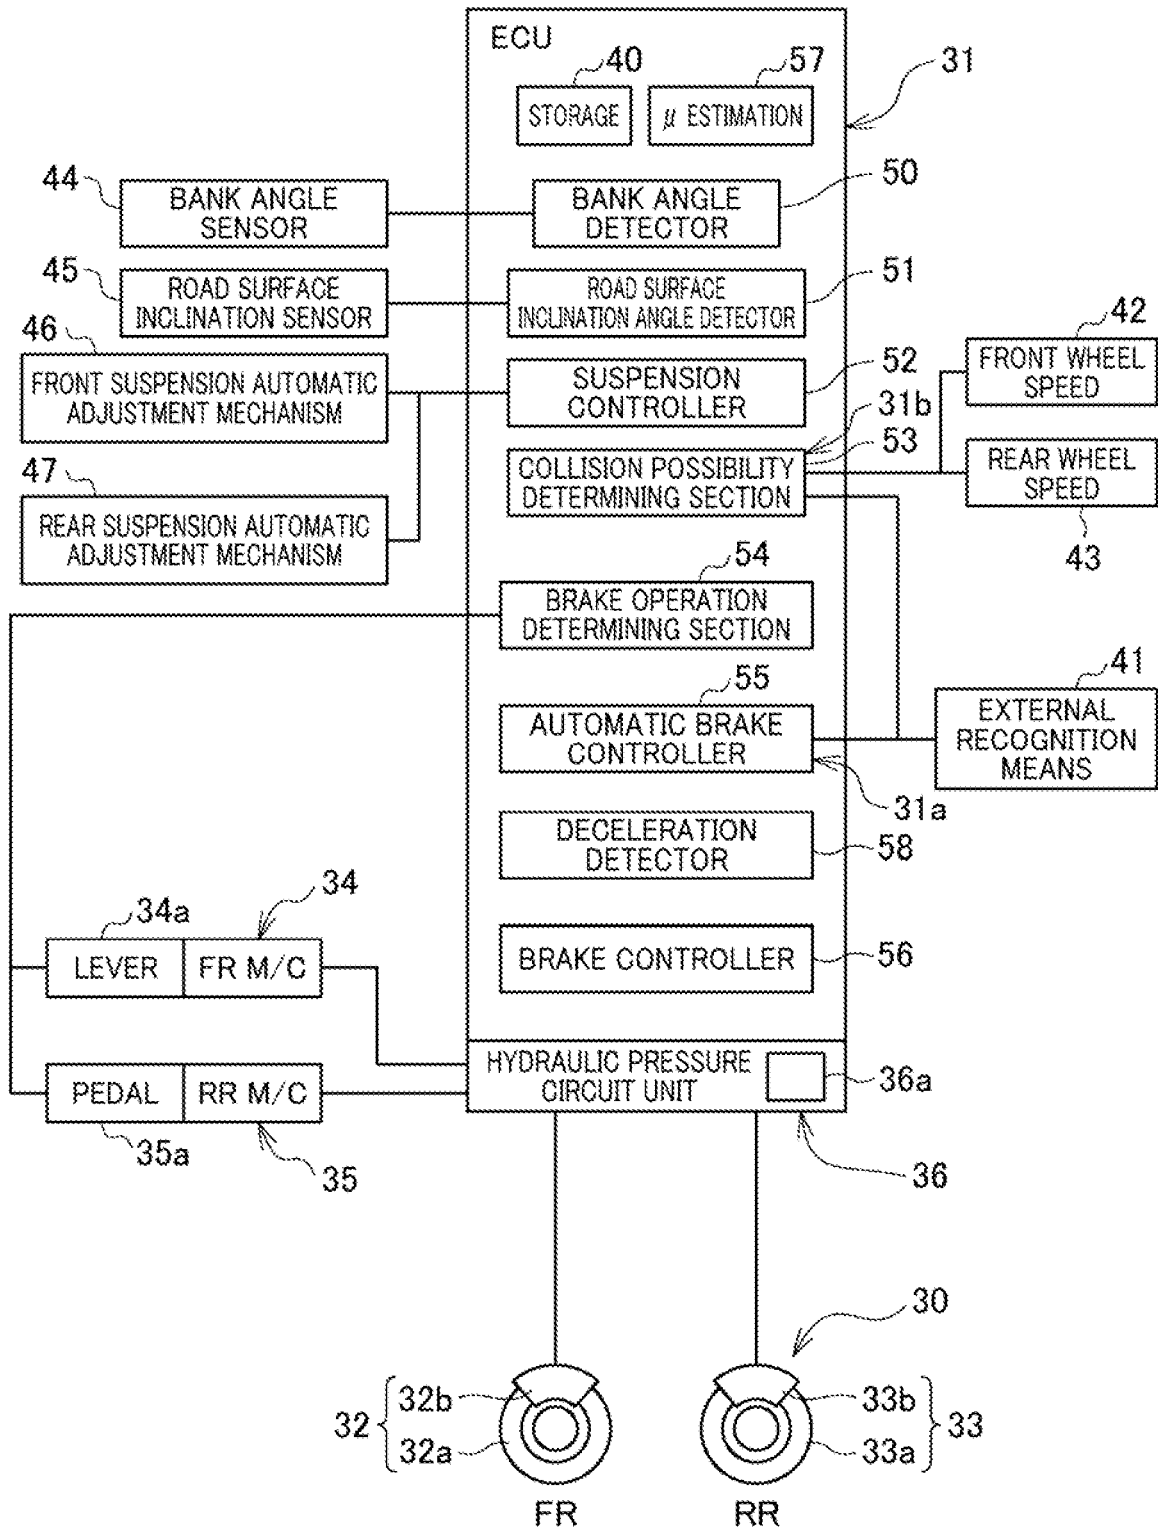 ECU
40
57
31
STORAGE
μ ESTIMATION
44
BANK ANGLE
SENSOR
BANK ANGLE
DETECTOR
50
45
ROAD SURFACE
INCLINATION SENSOR
ROAD SURFACE
INCLINATION ANGLE DETECTOR
51
46
FRONT SUSPENSION AUTOMATIC
ADJUSTMENT MECHANISM
SUSPENSION
CONTROLLER
52
42
FRONT WHEEL
SPEED
31b
53
47
REAR SUSPENSION AUTOMATIC
ADJUSTMENT MECHANISM
COLLISION POSSIBILITY
DETERMINING SECTION
REAR WHEEL
SPEED
43
54
BRAKE OPERATION
DETERMINING SECTION
55
AUTOMATIC BRAKE
CONTROLLER
41
EXTERNAL
RECOGNITION
MEANS
31a
DECELERATION
DETECTOR
58
34
34a
LEVER
FR M/C
BRAKE CONTROLLER
56
PEDAL
RR M/C
35a
35
HYDRAULIC PRESSURE
CIRCUIT UNIT
36a
36
30
32
32b
32a
33b
33a
33
FR
RR